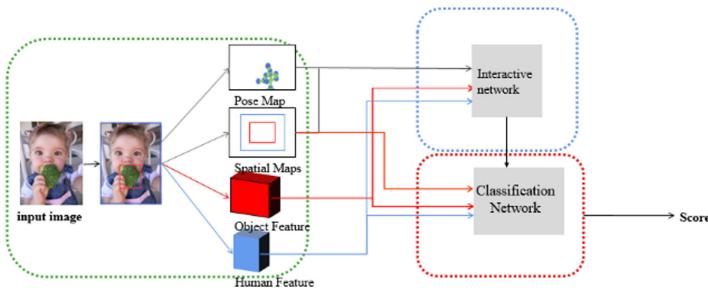 Pose Map
Spatial Maps
input image
Object Feature
Human Feature
Interactive
network
Classification
Network
Score